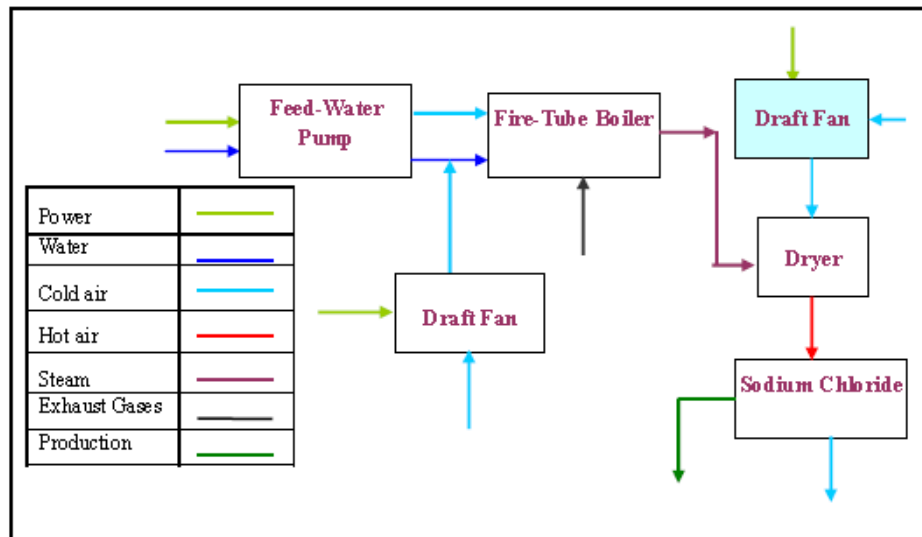 Feed-Water
Pump
Fire-Tube Boiler
Draft Fan
Dryer
Draft Fan
Sodium Chloride
Power
Water
Cold air
Hot air
Steam
Exhaust Gases
Production